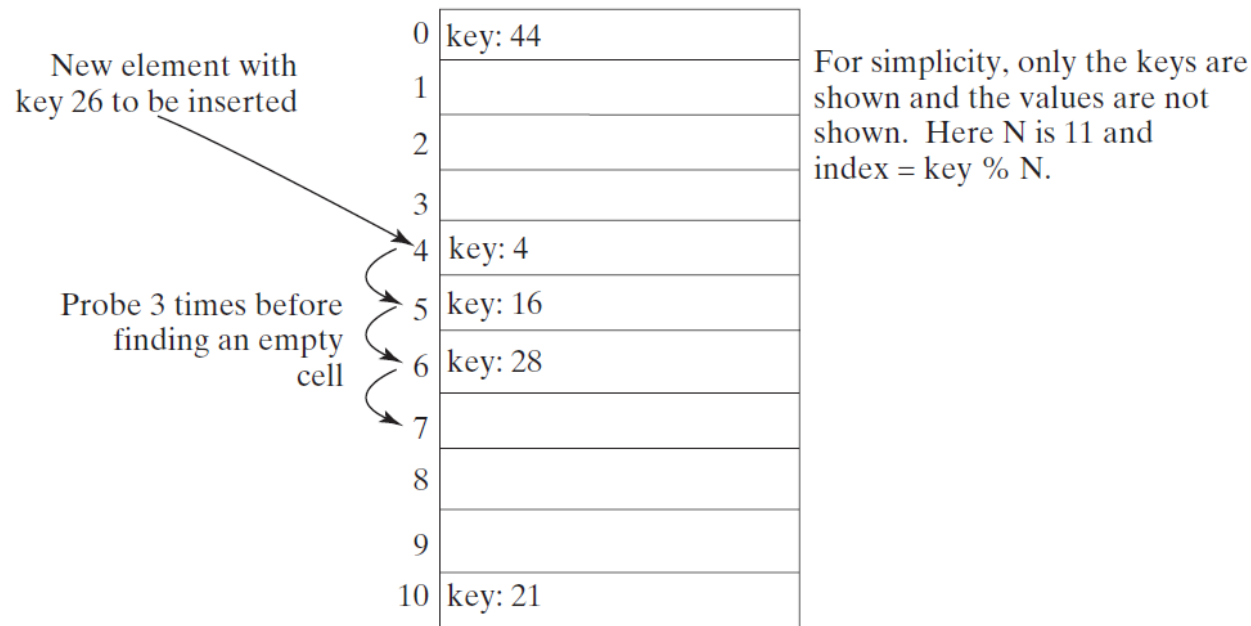 New element with
key 26 to be inserted
Probe 3 times before
finding an empty
cell
0 key: 44
1
2
3
4 key: 4
5 key: 16
6 key: 28
7
8
9
10 key: 21
For simplicity, only the keys are
shown and the values are not
shown. Here N is 11 and
index = key % N.